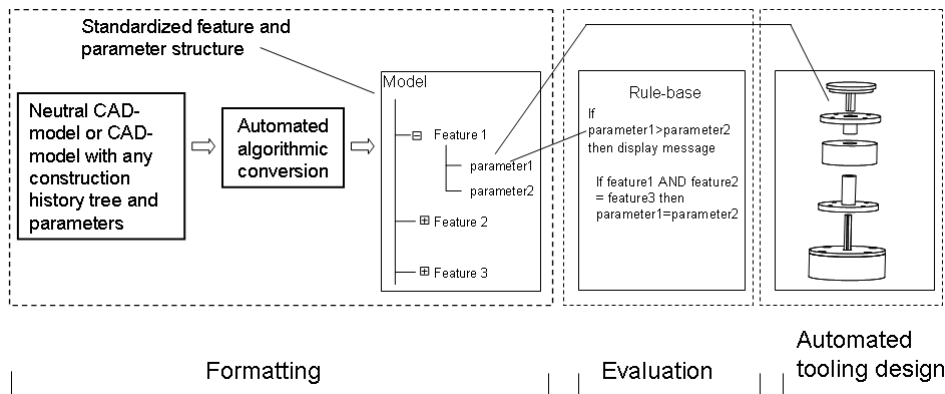 Standardized feature and
parameter structure
Neutral CAD-
model or CAD-
model with any
construction
history tree and
parameters
Automated
algorithmic
conversion
Model
Feature 1
parameter1
parameter2
Feature 2
Feature 3
Rule-base
If
parameter1>parameter2
then display message
If feature1 AND feature2
= feature3 then
parameter1=parameter2
Formatting
Evaluation
Automated
tooling design